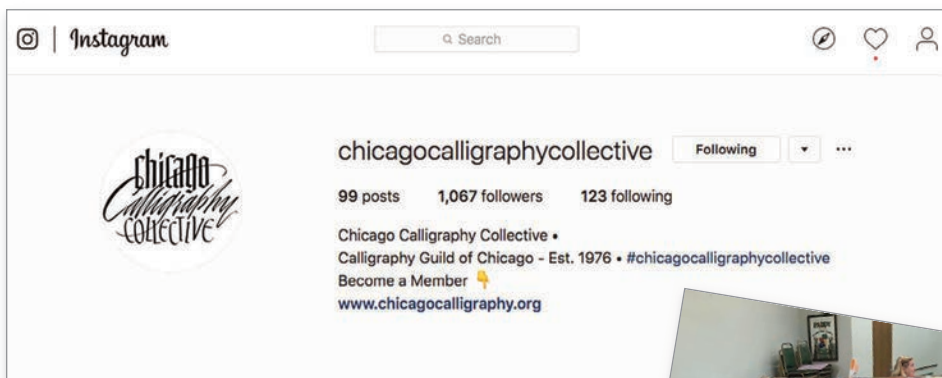 Instagram
Search
chicago
Calligraphy
COLLECTIVE
chicagocalligraphycollective Following
99 posts 1,067 followers 123 following
Chicago Calligraphy Collective •
Calligraphy Guild of Chicago - Est. 1976 • #chicagocalligraphycollective
Become a Member 👇
www.chicagocalligraphy.org